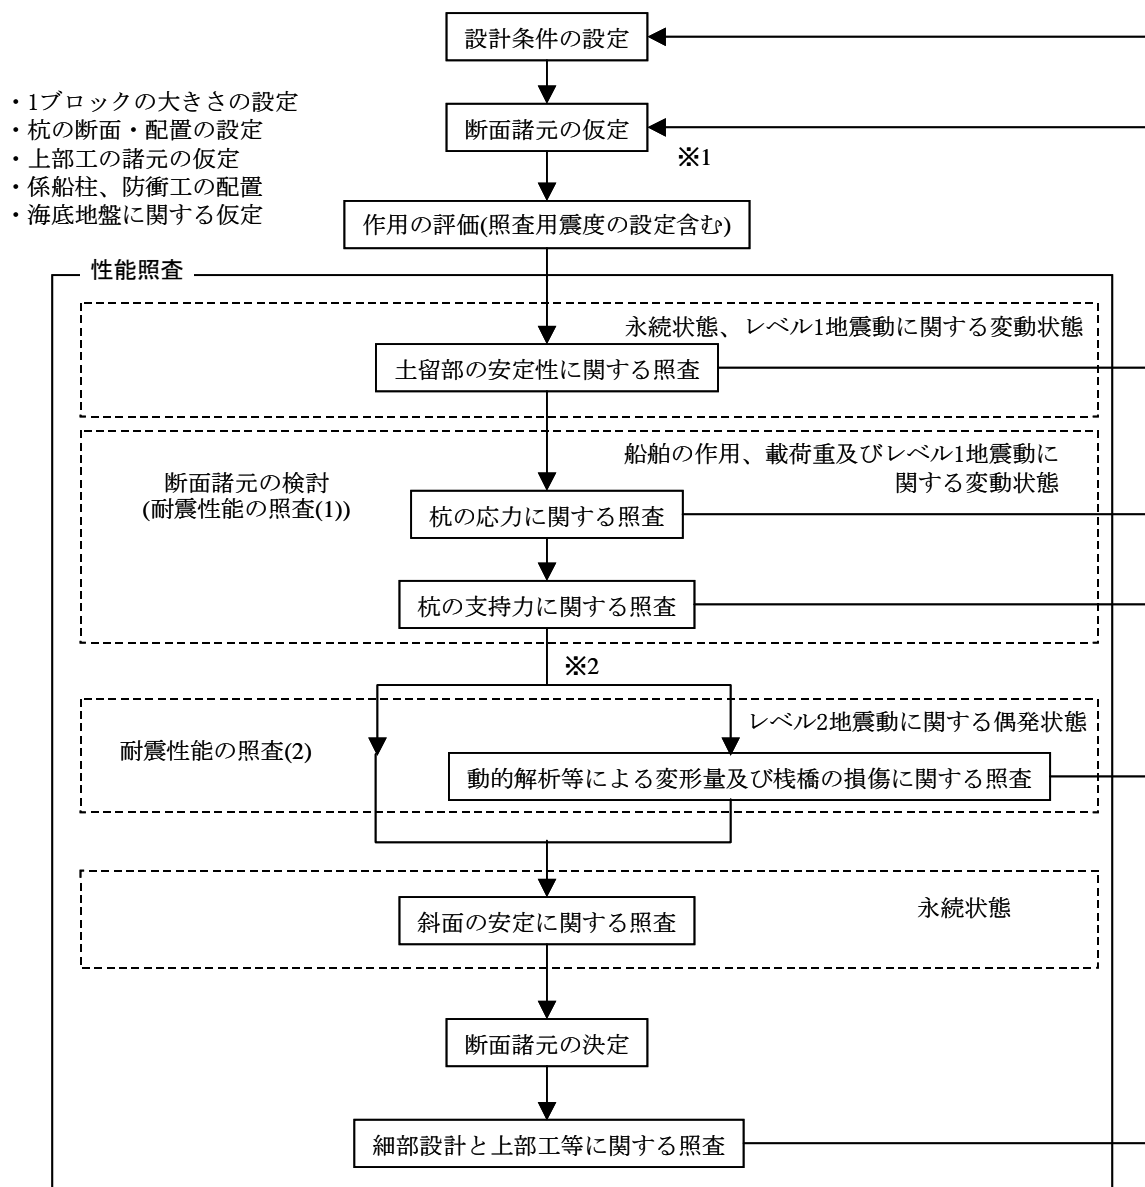 設計条件の設定
・1ブロックの大きさの設定
・杭の断面・配置の設定
・上部工の諸元の仮定
・係船柱、防衝工の配置
・海底地盤に関する仮定
断面諸元の仮定
※1
作用の評価(照査用震度の設定含む)
性能照査
永続状態、レベル1地震動に関する変動状態
土留部の安定性に関する照査
船舶の作用、載荷重及びレベル1地震動に
関する変動状態
断面諸元の検討
(耐震性能の照査(1))
杭の応力に関する照査
杭の支持力に関する照査
※2
レベル2地震動に関する偶発状態
耐震性能の照査(2)
動的解析等による変形量及び桟橋の損傷に関する照査
永続状態
斜面の安定に関する照査
断面諸元の決定
細部設計と上部工等に関する照査